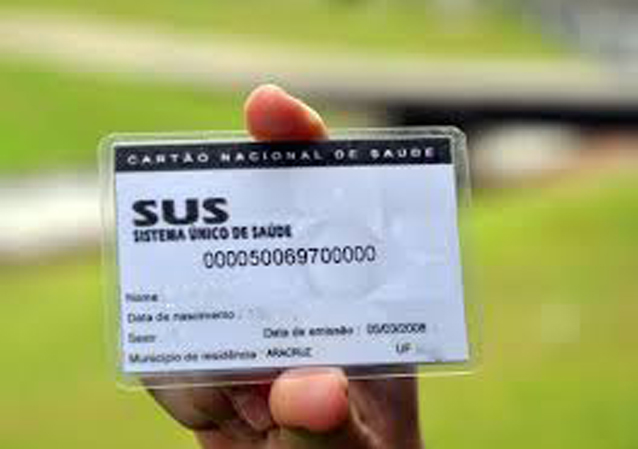 CARTÃO NACIONAL DE SAÚDE
SUS
SISTEMA ÚNICO DE SAÚDE
000050069700000
Nome
Data de nascimento :
Sexo
Data de emissão : 05/03/2008
Município de residência : ARACRUZ
UF